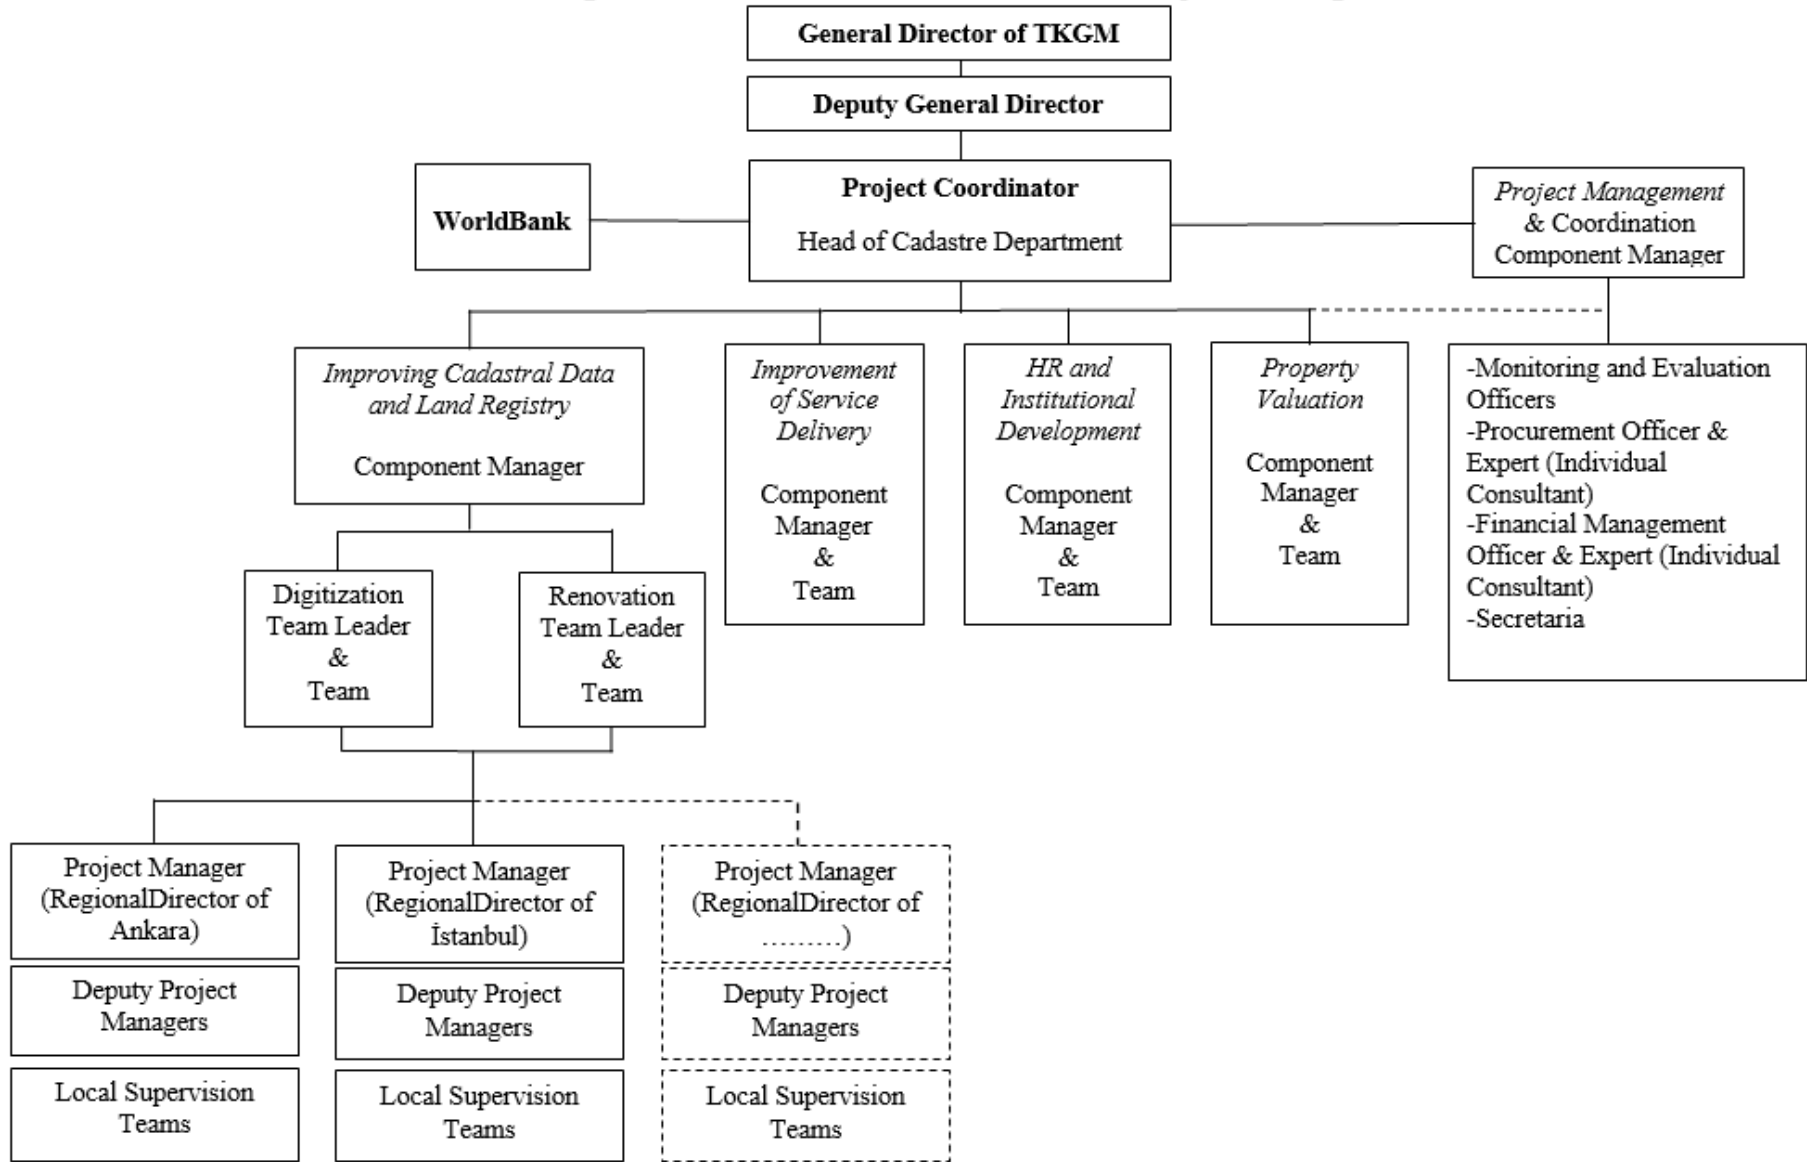 General Director of TKGM
Deputy General Director
WorldBank
Project Coordinator
Head of Cadastre Department
Project Management
& Coordination
Component Manager
Improving Cadastral Data
and Land Registry
Component Manager
Improvement
of Service
Delivery
Component
Manager
&
Team
HR and
Institutional
Development
Component
Manager
&
Team
Property
Valuation
Component
Manager
&
Team
-Monitoring and Evaluation
Officers
-Procurement Officer &
Expert (Individual
Consultant)
-Financial Management
Officer & Expert (Individual
Consultant)
-Secretaria
Digitization
Team Leader
&
Team
Renovation
Team Leader
&
Team
Project Manager
(RegionalDirector of
Ankara)
Deputy Project
Managers
Local Supervision
Teams
Project Manager
(RegionalDirector of
İstanbul)
Deputy Project
Managers
Local Supervision
Teams
Project Manager
(RegionalDirector of
………)
Deputy Project
Managers
Local Supervision
Teams